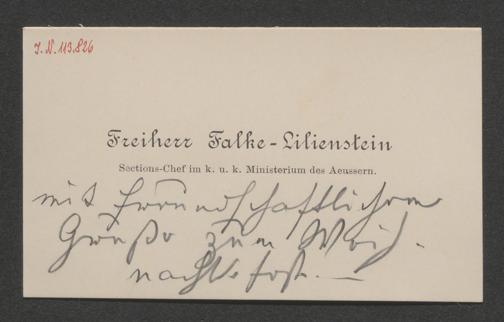 I. N. 113.826
Freiherr Falke-Lilienstein
Sections-Chef im k. u. k. Ministerium des Aeussern.
mit freundschaftlichem
Gruße zum Weih-
nachtsfest.